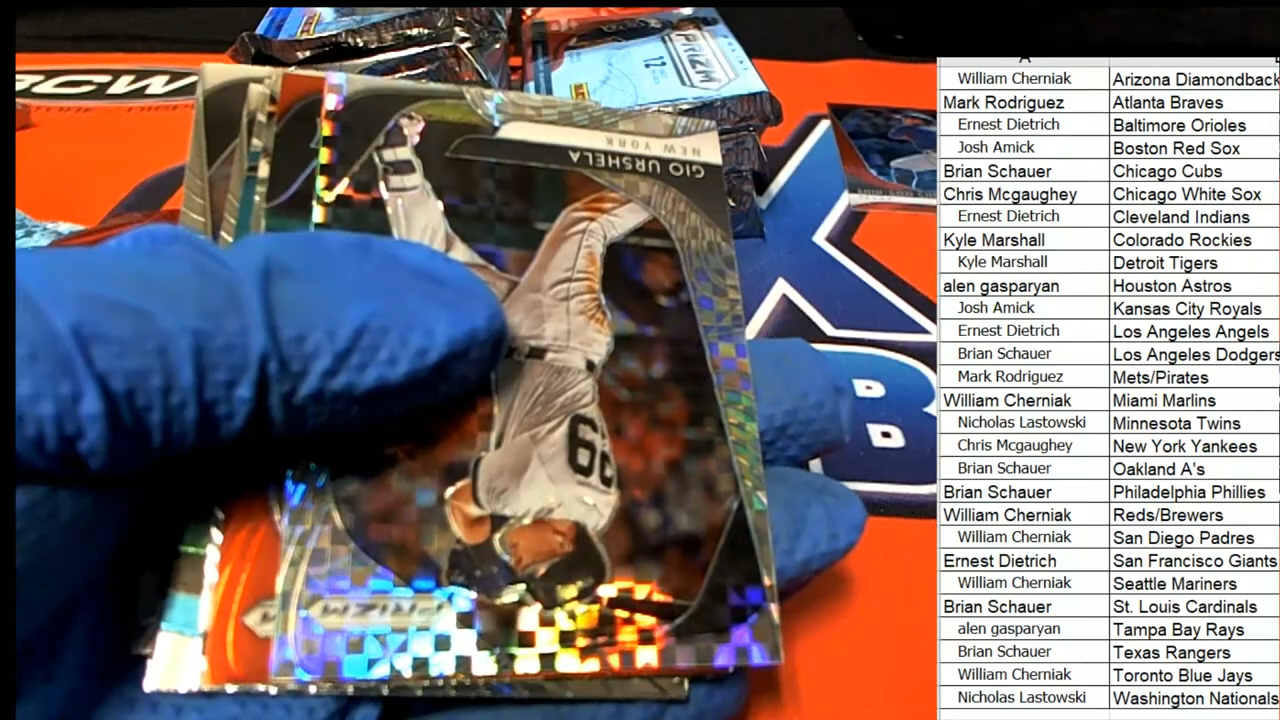 BCW
PRIZM
12
NEW YORK
GIO URSHELA
29
PRIZM
B
A
William Cherniak Arizona Diamondback
Mark Rodriguez Atlanta Braves
Ernest Dietrich Baltimore Orioles
Josh Amick Boston Red Sox
Brian Schauer Chicago Cubs
Chris Mcgaughey Chicago White Sox
Ernest Dietrich Cleveland Indians
Kyle Marshall Colorado Rockies
Kyle Marshall Detroit Tigers
alen gasparyan Houston Astros
Josh Amick Kansas City Royals
Ernest Dietrich Los Angeles Angels
Brian Schauer Los Angeles Dodgers
Mark Rodriguez Mets/Pirates
William Cherniak Miami Marlins
Nicholas Lastowski Minnesota Twins
Chris Mcgaughey New York Yankees
Brian Schauer Oakland A's
Brian Schauer Philadelphia Phillies
William Cherniak Reds/Brewers
William Cherniak San Diego Padres
Ernest Dietrich San Francisco Giants
William Cherniak Seattle Mariners
Brian Schauer St. Louis Cardinals
alen gasparyan Tampa Bay Rays
Brian Schauer Texas Rangers
William Cherniak Toronto Blue Jays
Nicholas Lastowski Washington Nationals